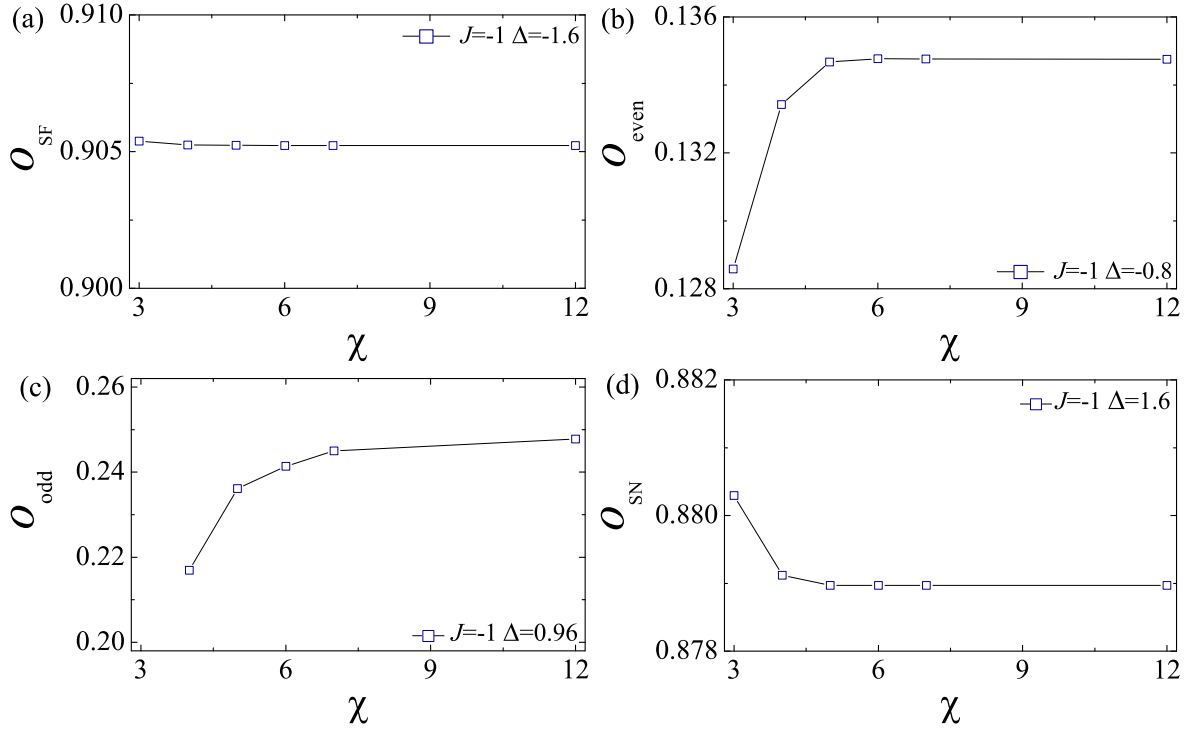 (a)
0.910
0.905
0.900
O_SF
J=-1 Δ=-1.6
3 6 9 12
χ
(b)
0.136
0.132
0.128
O_even
J=-1 Δ=-0.8
3 6 9 12
χ
(c)
0.26
0.24
0.22
0.20
O_odd
J=-1 Δ=0.96
3 6 9 12
χ
(d)
0.882
0.880
0.878
O_SN
J=-1 Δ=1.6
3 6 9 12
χ